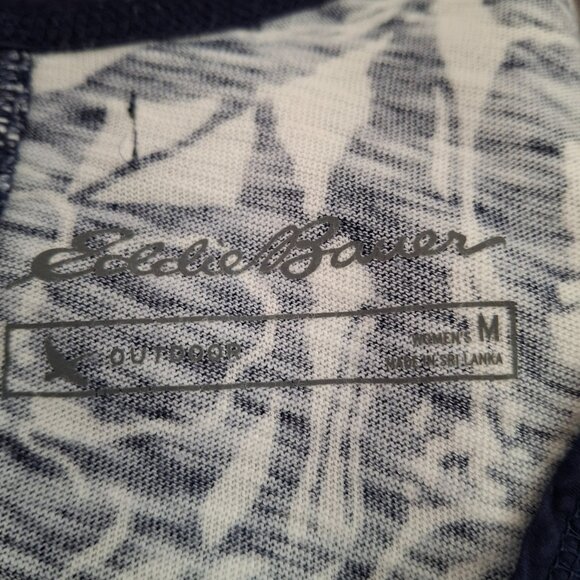 Eddie Bauer
OUTDOOR
WOMEN'S M
MADE IN SRI LANKA